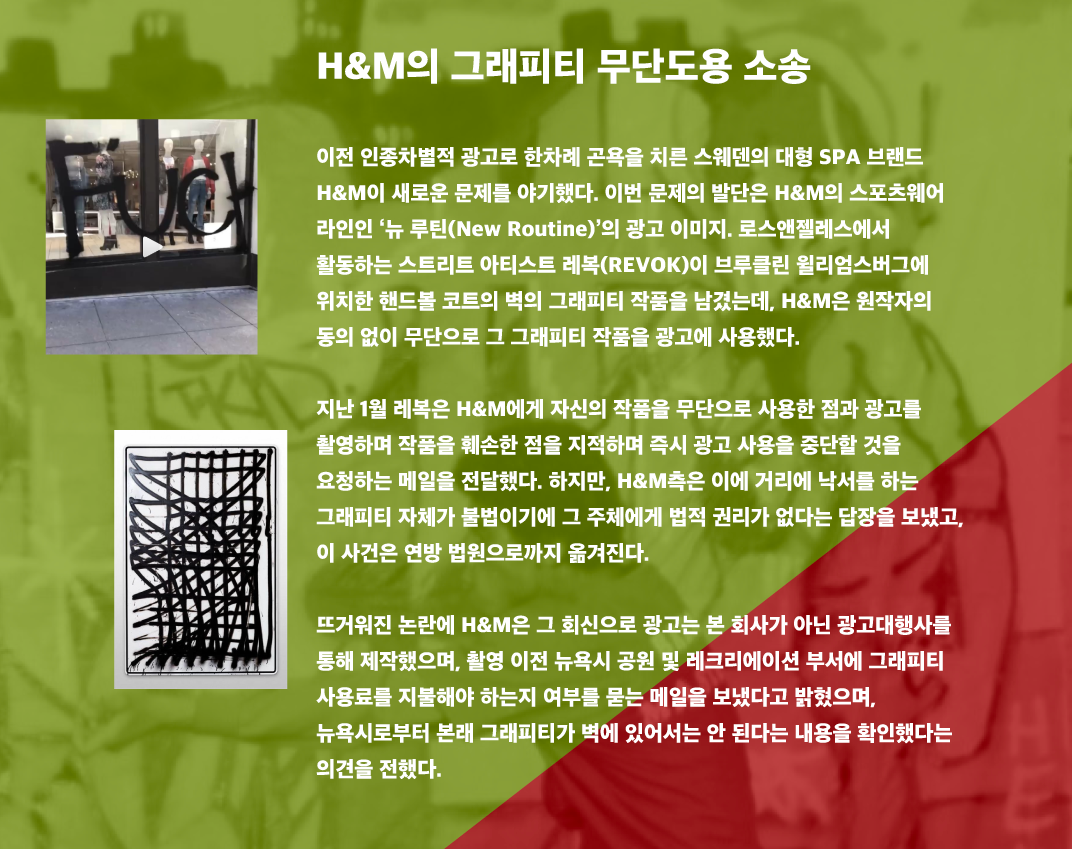 H&M의 그래피티 무단도용 소송
Fuct
이전 인종차별적 광고로 한차례 곤욕을 치른 스웨덴의 대형 SPA 브랜드
H&M이 새로운 문제를 야기했다. 이번 문제의 발단은 H&M의 스포츠웨어
라인인 ‘뉴 루틴(New Routine)’의 광고 이미지. 로스앤젤레스에서
활동하는 스트리트 아티스트 레복(REVOK)이 브루클린 윌리엄스버그에
위치한 핸드볼 코트의 벽의 그래피티 작품을 남겼는데, H&M은 원작자의
동의 없이 무단으로 그 그래피티 작품을 광고에 사용했다.
지난 1월 레복은 H&M에게 자신의 작품을 무단으로 사용한 점과 광고를
촬영하며 작품을 훼손한 점을 지적하며 즉시 광고 사용을 중단할 것을
요청하는 메일을 전달했다. 하지만, H&M측은 이에 거리에 낙서를 하는
그래피티 자체가 불법이기에 그 주체에게 법적 권리가 없다는 답장을 보냈고,
이 사건은 연방 법원으로까지 옮겨진다.
뜨거워진 논란에 H&M은 그 회신으로 광고는 본 회사가 아닌 광고대행사를
통해 제작했으며, 촬영 이전 뉴욕시 공원 및 레크리에이션 부서에 그래피티
사용료를 지불해야 하는지 여부를 묻는 메일을 보냈다고 밝혔으며,
뉴욕시로부터 본래 그래피티가 벽에 있어서는 안 된다는 내용을 확인했다는
의견을 전했다.